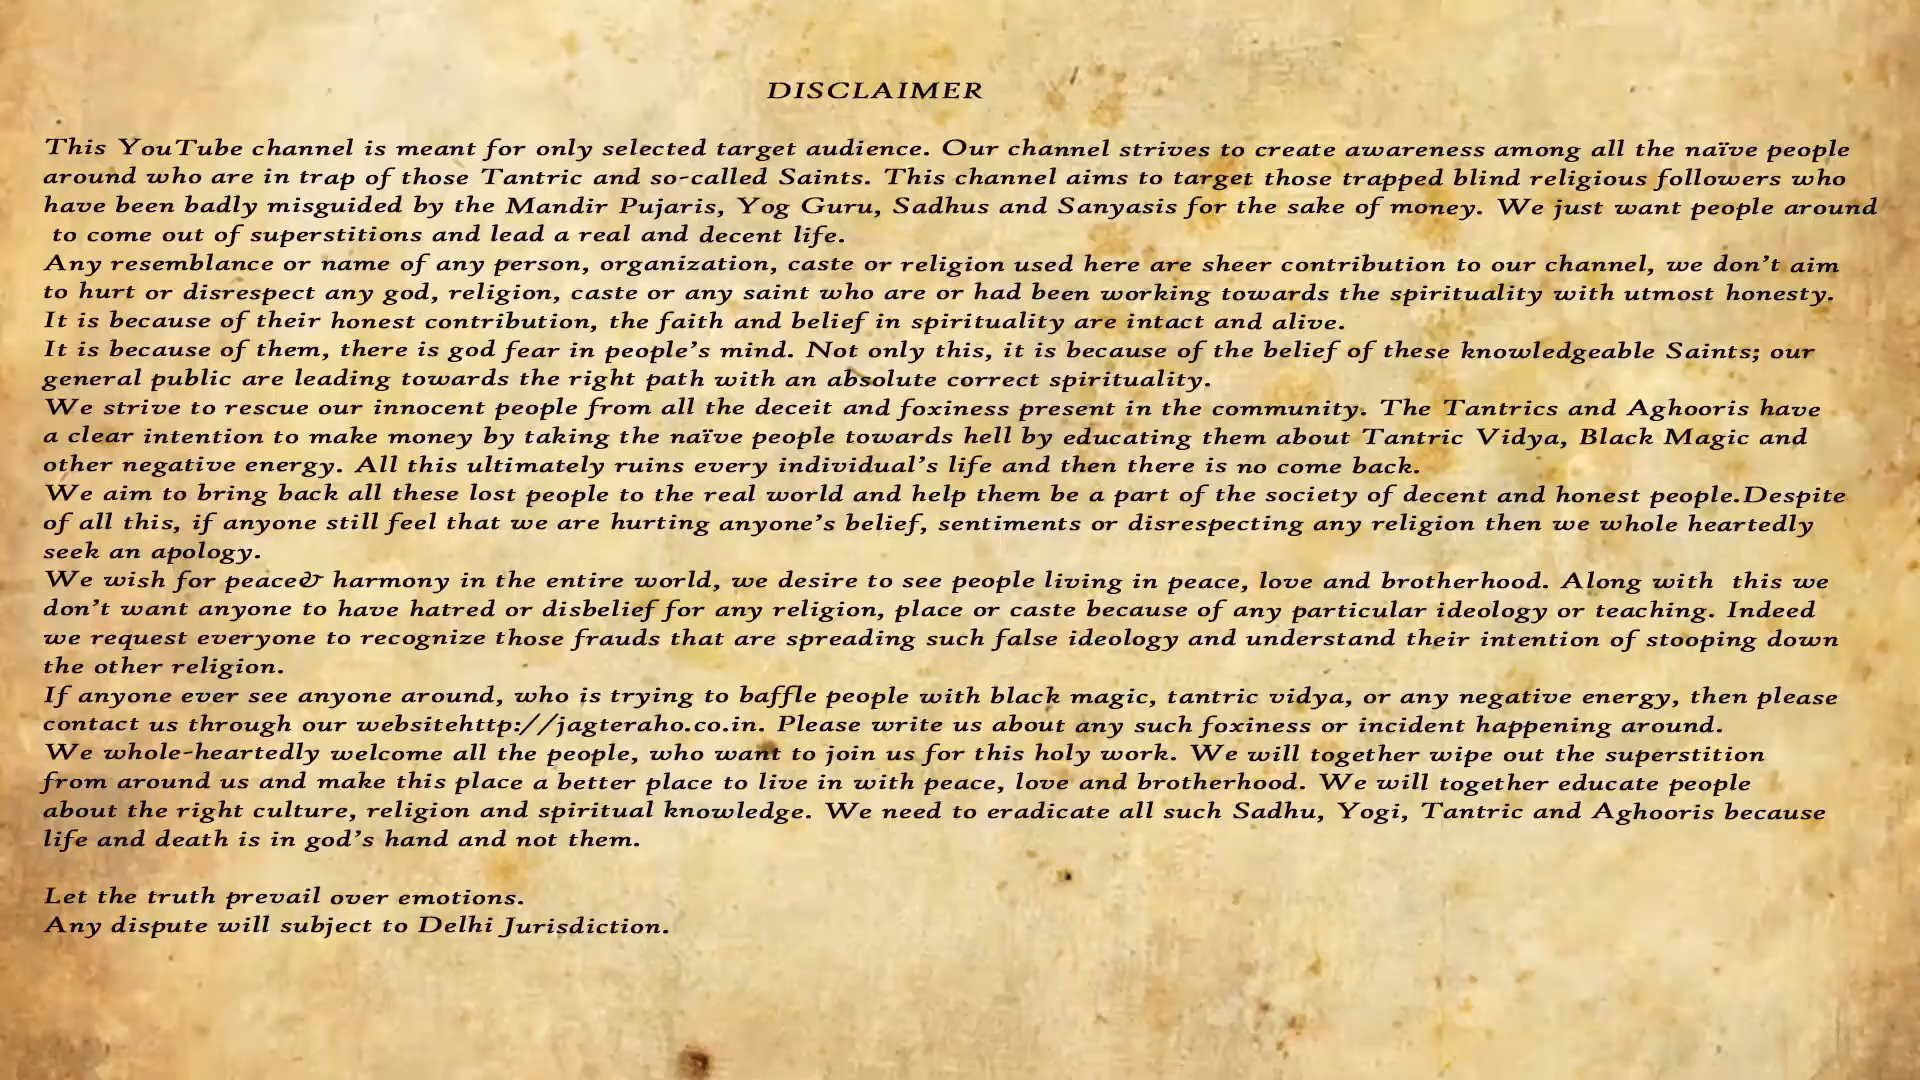 DISCLAIMER
This YouTube channel is meant for only selected target audience. Our channel strives to create awareness among all the naïve people
around who are in trap of those Tantric and so-called Saints. This channel aims to target those trapped blind religious followers who
have been badly misguided by the Mandir Pujaris, Yog Guru, Sadhus and Sanyasis for the sake of money. We just want people around
to come out of superstitions and lead a real and decent life.
Any resemblance or name of any person, organization, caste or religion used here are sheer contribution to our channel, we don't aim
to hurt or disrespect any god, religion, caste or any saint who are or had been working towards the spirituality with utmost honesty.
It is because of their honest contribution, the faith and belief in spirituality are intact and alive.
It is because of them, there is god fear in people's mind. Not only this, it is because of the belief of these knowledgeable Saints; our
general public are leading towards the right path with an absolute correct spirituality.
We strive to rescue our innocent people from all the deceit and foxiness present in the community. The Tantrics and Aghooris have
a clear intention to make money by taking the naïve people towards hell by educating them about Tantric Vidya, Black Magic and
other negative energy. All this ultimately ruins every individual's life and then there is no come back.
We aim to bring back all these lost people to the real world and help them be a part of the society of decent and honest people.Despite
of all this, if anyone still feel that we are hurting anyone's belief, sentiments or disrespecting any religion then we whole heartedly
seek an apology.
We wish for peace& harmony in the entire world, we desire to see people living in peace, love and brotherhood. Along with this we
don't want anyone to have hatred or disbelief for any religion, place or caste because of any particular ideology or teaching. Indeed
we request everyone to recognize those frauds that are spreading such false ideology and understand their intention of stooping down
the other religion.
If anyone ever see anyone around, who is trying to baffle people with black magic, tantric vidya, or any negative energy, then please
contact us through our websitehttp://jagteraho.co.in. Please write us about any such foxiness or incident happening around.
We whole-heartedly welcome all the people, who want to join us for this holy work. We will together wipe out the superstition
from around us and make this place a better place to live in with peace, love and brotherhood. We will together educate people
about the right culture, religion and spiritual knowledge. We need to eradicate all such Sadhu, Yogi, Tantric and Aghooris because
life and death is in god's hand and not them.
Let the truth prevail over emotions.
Any dispute will subject to Delhi Jurisdiction.